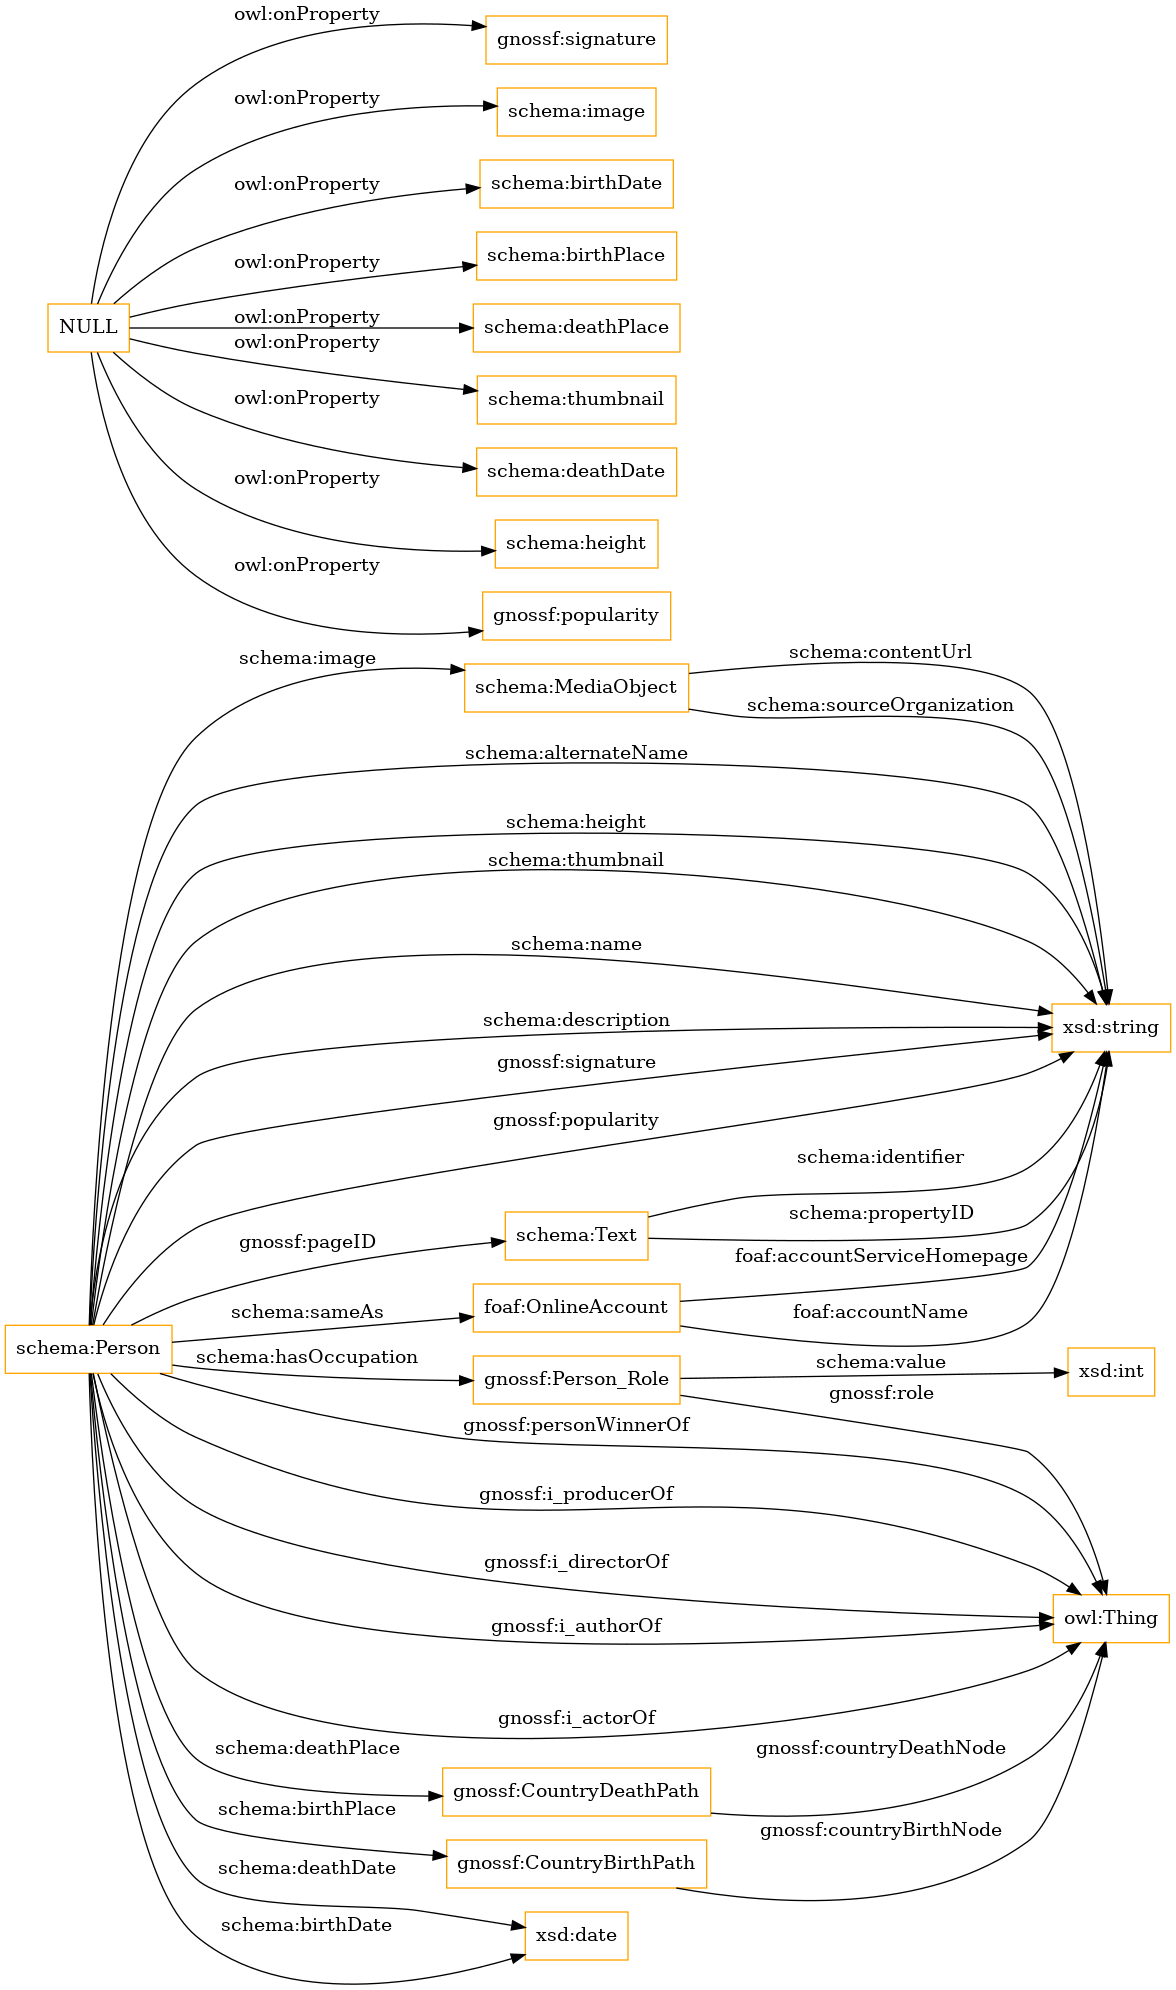 owl:onProperty
gnossf:signature
owl:onProperty
schema:image
owl:onProperty
schema:birthDate
owl:onProperty
schema:birthPlace
NULL
owl:onProperty
schema:deathPlace
owl:onProperty
schema:thumbnail
owl:onProperty
schema:deathDate
owl:onProperty
schema:height
owl:onProperty
gnossf:popularity
schema:image
schema:MediaObject
schema:contentUrl
schema:sourceOrganization
schema:alternateName
schema:height
schema:thumbnail
schema:name
schema:description
xsd:string
gnossf:signature
gnossf:popularity
schema:identifier
gnossf:pageID
schema:Text
schema:propertyID
foaf:accountServiceHomepage
schema:sameAs
foaf:OnlineAccount
foaf:accountName
schema:Person
schema:hasOccupation
gnossf:Person_Role
schema:value
xsd:int
gnossf:role
gnossf:personWinnerOf
gnossf:i_producerOf
gnossf:i_directorOf
owl:Thing
gnossf:i_authorOf
gnossf:i_actorOf
schema:deathPlace
gnossf:countryDeathNode
gnossf:CountryDeathPath
schema:birthPlace
gnossf:countryBirthNode
gnossf:CountryBirthPath
schema:deathDate
schema:birthDate
xsd:date